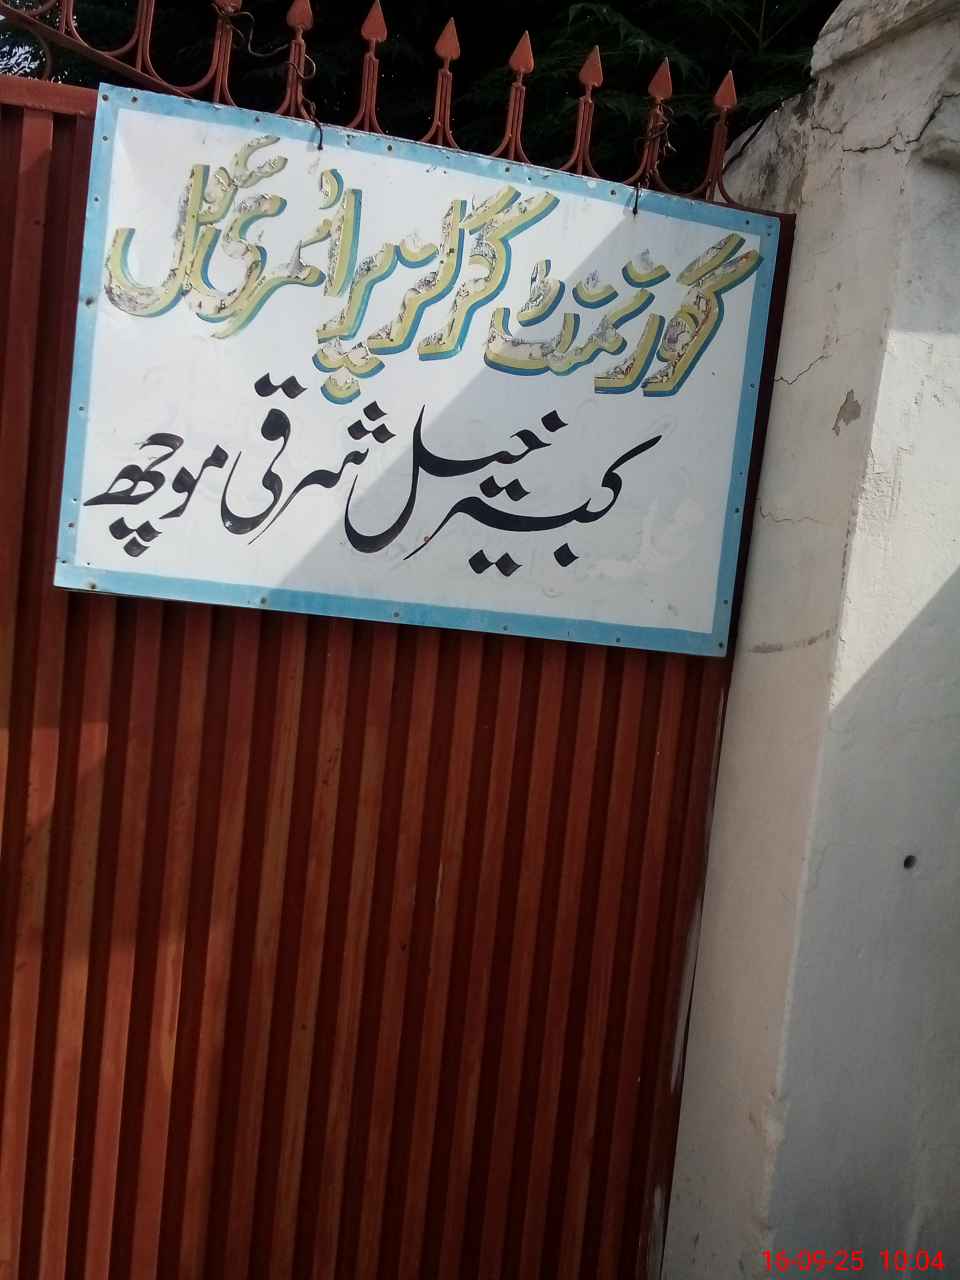 گورنمنٹ گرلز پرائمری سکول
کبیر خیل شرقی موچھ
16-09-25 10:04